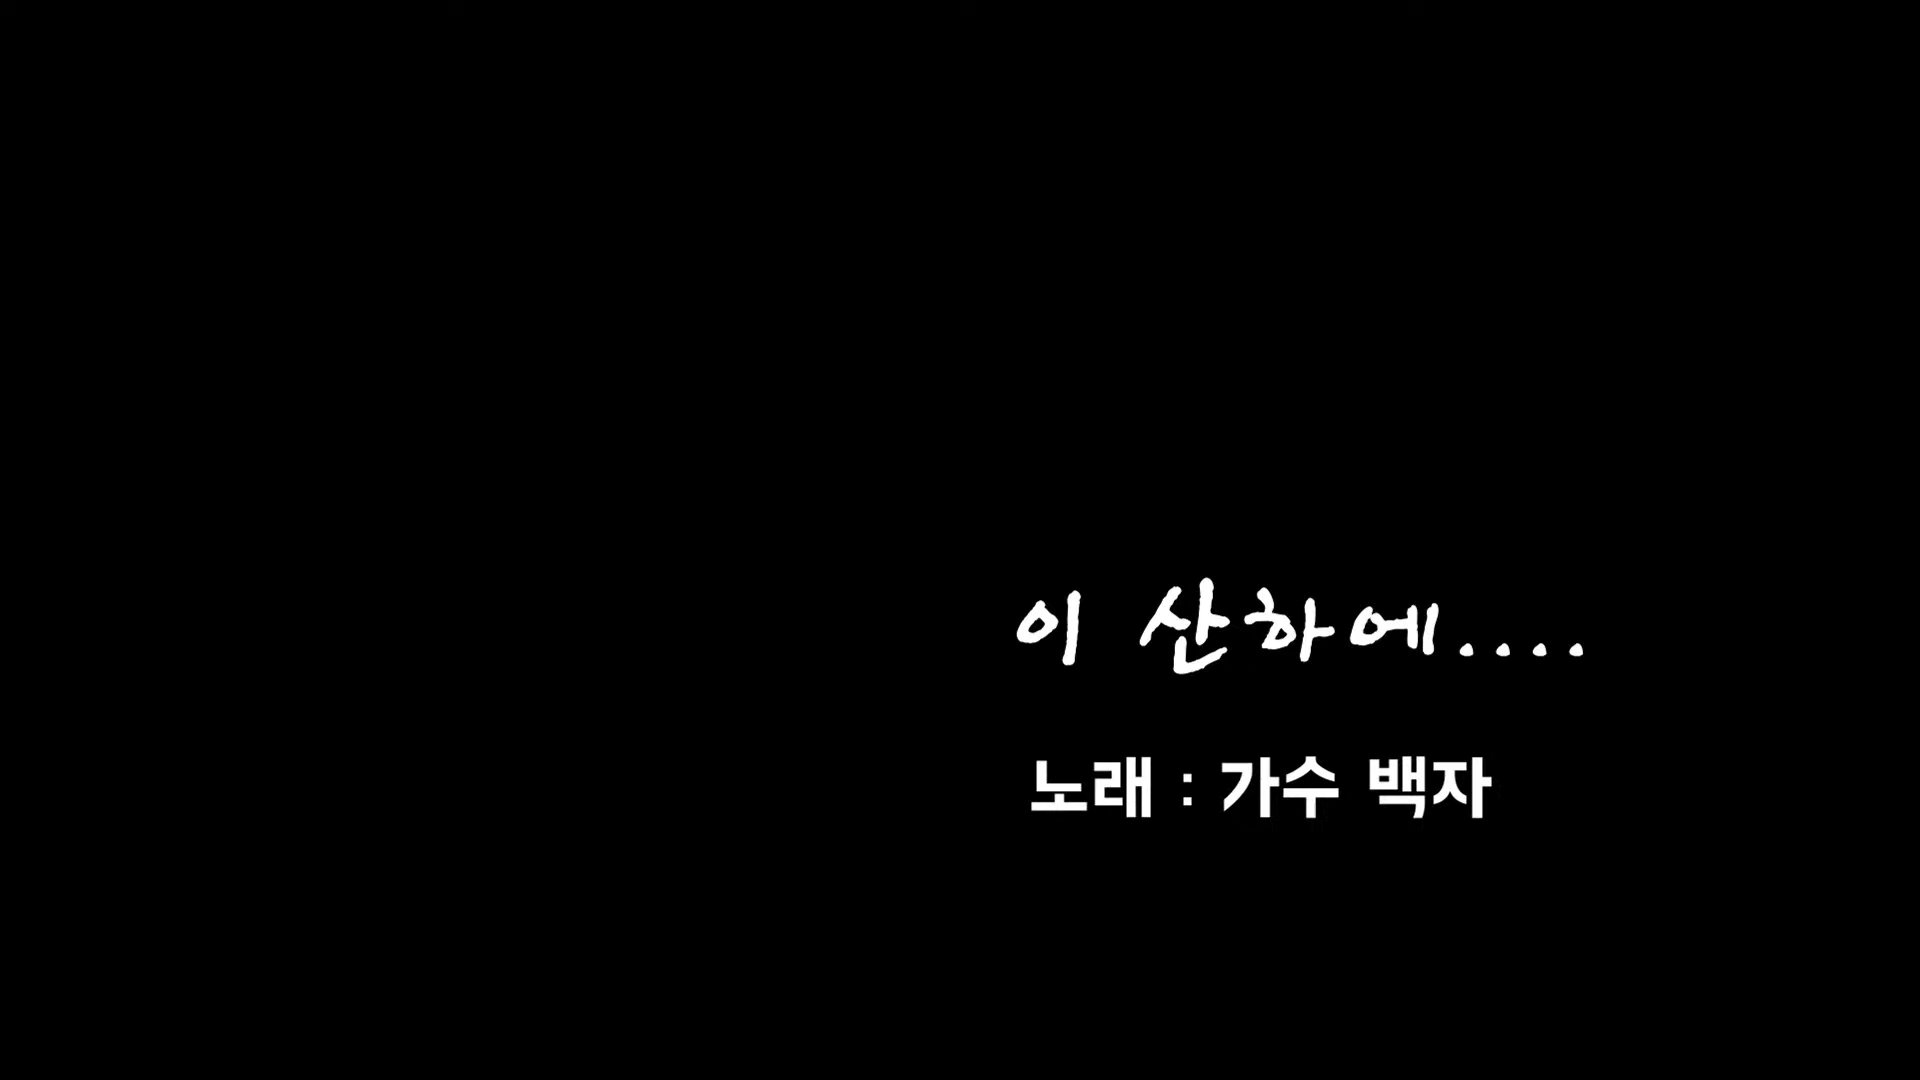 이 산하에....
노래 : 가수 백자